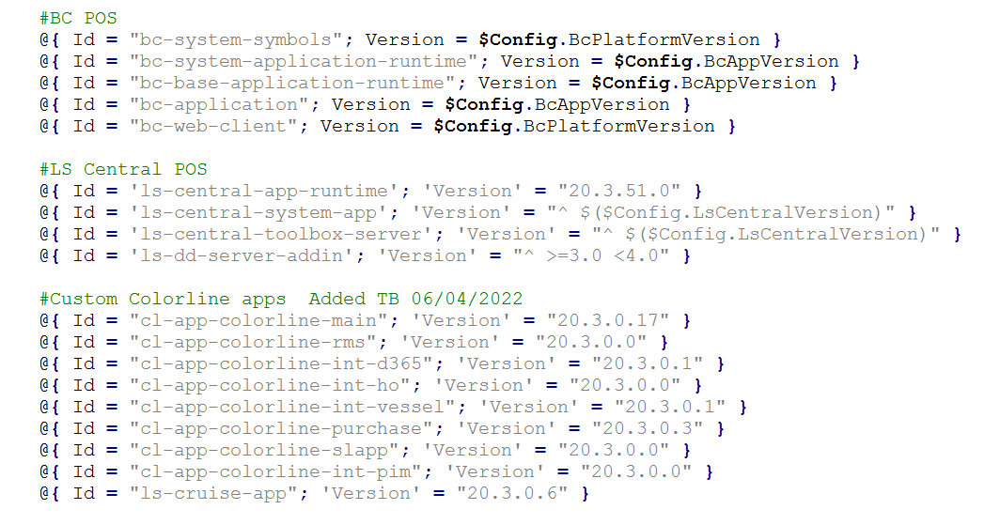 #BC POS
@{ Id = "bc-system-symbols"; Version = $Config.BcPlatformVersion }
@{ Id = "bc-system-application-runtime"; Version = $Config.BcAppVersion }
@{ Id = "bc-base-application-runtime"; Version = $Config.BcAppVersion }
@{ Id = "bc-application"; Version = $Config.BcAppVersion }
@{ Id = "bc-web-client"; Version = $Config.BcPlatformVersion }
#LS Central POS
@{ Id = 'ls-central-app-runtime'; 'Version' = "20.3.51.0" }
@{ Id = 'ls-central-system-app'; 'Version' = "^ $($Config.LsCentralVersion)" }
@{ Id = 'ls-central-toolbox-server'; 'Version' = "^ $($Config.LsCentralVersion)" }
@{ Id = 'ls-dd-server-addin'; 'Version' = "^ >=3.0 <4.0" }
#Custom Colorline apps  Added TB 06/04/2022
@{ Id = "cl-app-colorline-main"; 'Version' = "20.3.0.17" }
@{ Id = "cl-app-colorline-rms"; 'Version' = "20.3.0.0" }
@{ Id = "cl-app-colorline-int-d365"; 'Version' = "20.3.0.1" }
@{ Id = "cl-app-colorline-int-ho"; 'Version' = "20.3.0.0" }
@{ Id = "cl-app-colorline-int-vessel"; 'Version' = "20.3.0.1" }
@{ Id = "cl-app-colorline-purchase"; 'Version' = "20.3.0.3" }
@{ Id = "cl-app-colorline-slapp"; 'Version' = "20.3.0.0" }
@{ Id = "cl-app-colorline-int-pim"; 'Version' = "20.3.0.0" }
@{ Id = "ls-cruise-app"; 'Version' = "20.3.0.6" }